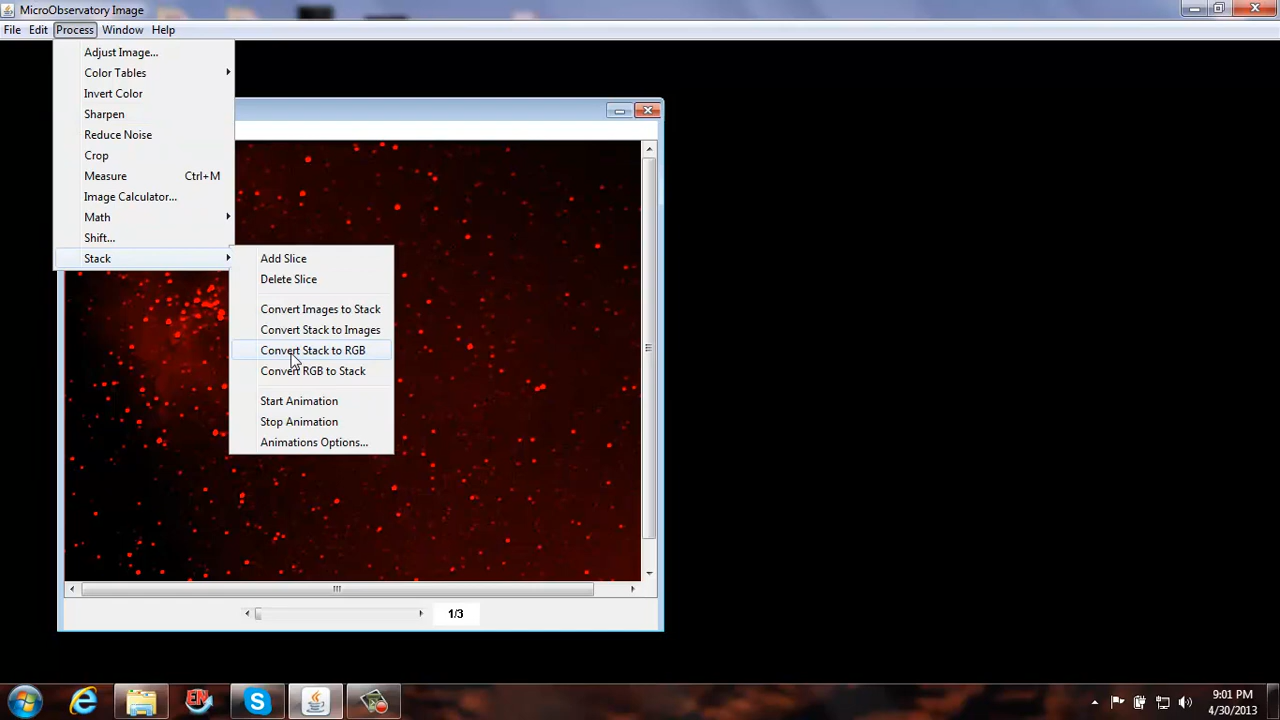 MicroObservatory Image
File Edit Process Window Help
Adjust Image...
Color Tables
Invert Color
Sharpen
Reduce Noise
Crop
Measure Ctrl+M
Image Calculator...
Math
Shift...
Stack
Add Slice
Delete Slice
Convert Images to Stack
Convert Stack to Images
Convert Stack to RGB
Convert RGB to Stack
Start Animation
Stop Animation
Animations Options...
1/3
EN
9:01 PM
4/30/2013